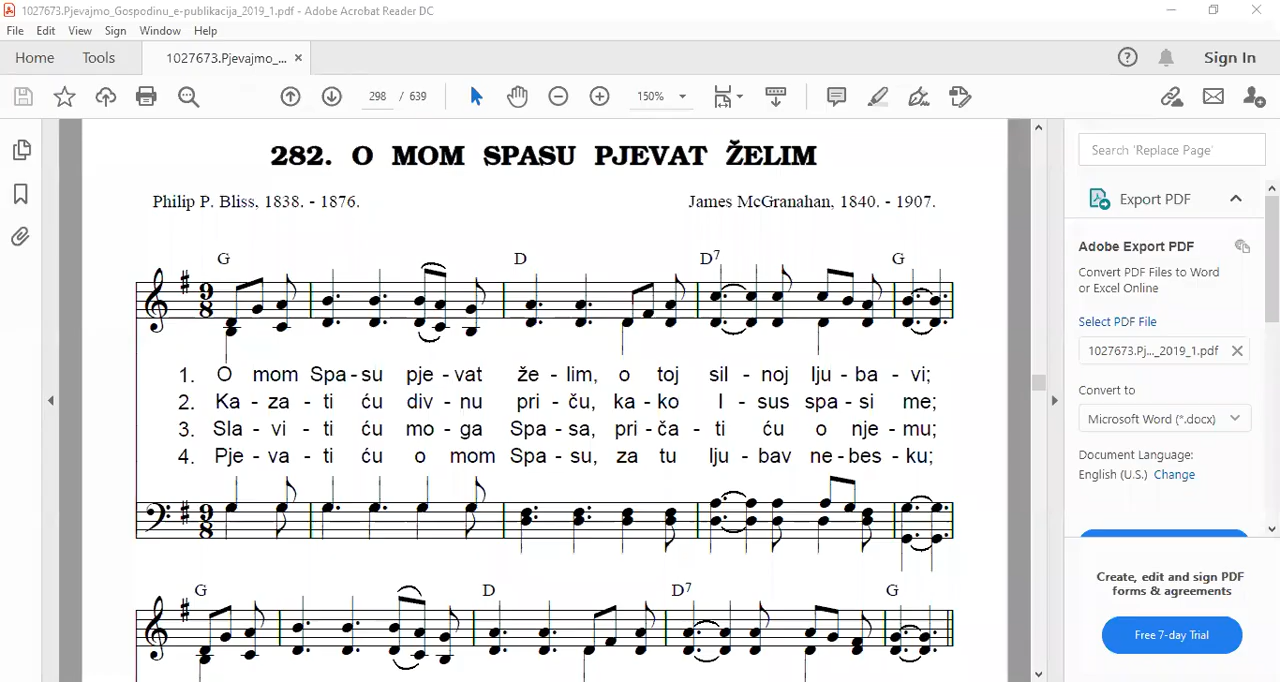 1027673.Pjevajmo_Gospodinu_e-publikacija_2019_1.pdf - Adobe Acrobat Reader DC
File Edit View Sign Window Help
Home Tools 1027673.Pjevajmo_... × Sign In
298 / 639 150%
282. O MOM SPASU PJEVAT ŽELIM
Philip P. Bliss, 1838. - 1876. James McGranahan, 1840. - 1907.
G D D7 G
9 8
1. O mom Spa - su pje - vat že - lim, o toj sil - noj lju - ba - vi;
2. Ka - za - ti ću div - nu pri - ču, ka - ko I - sus spa - si me;
3. Sla - vi - ti ću mo - ga Spa - sa, pri - ča - ti ću o nje - mu;
4. Pje - va - ti ću o mom Spa - su, za tu lju - bav ne - bes - ku;
9 8
G D D7 G
Search 'Replace Page'
Export PDF
Adobe Export PDF
Convert PDF Files to Word
or Excel Online
Select PDF File
1027673.Pj..._2019_1.pdf
Convert to
Microsoft Word (*.docx)
Document Language:
English (U.S.) Change
Create, edit and sign PDF
forms & agreements
Free 7-day Trial